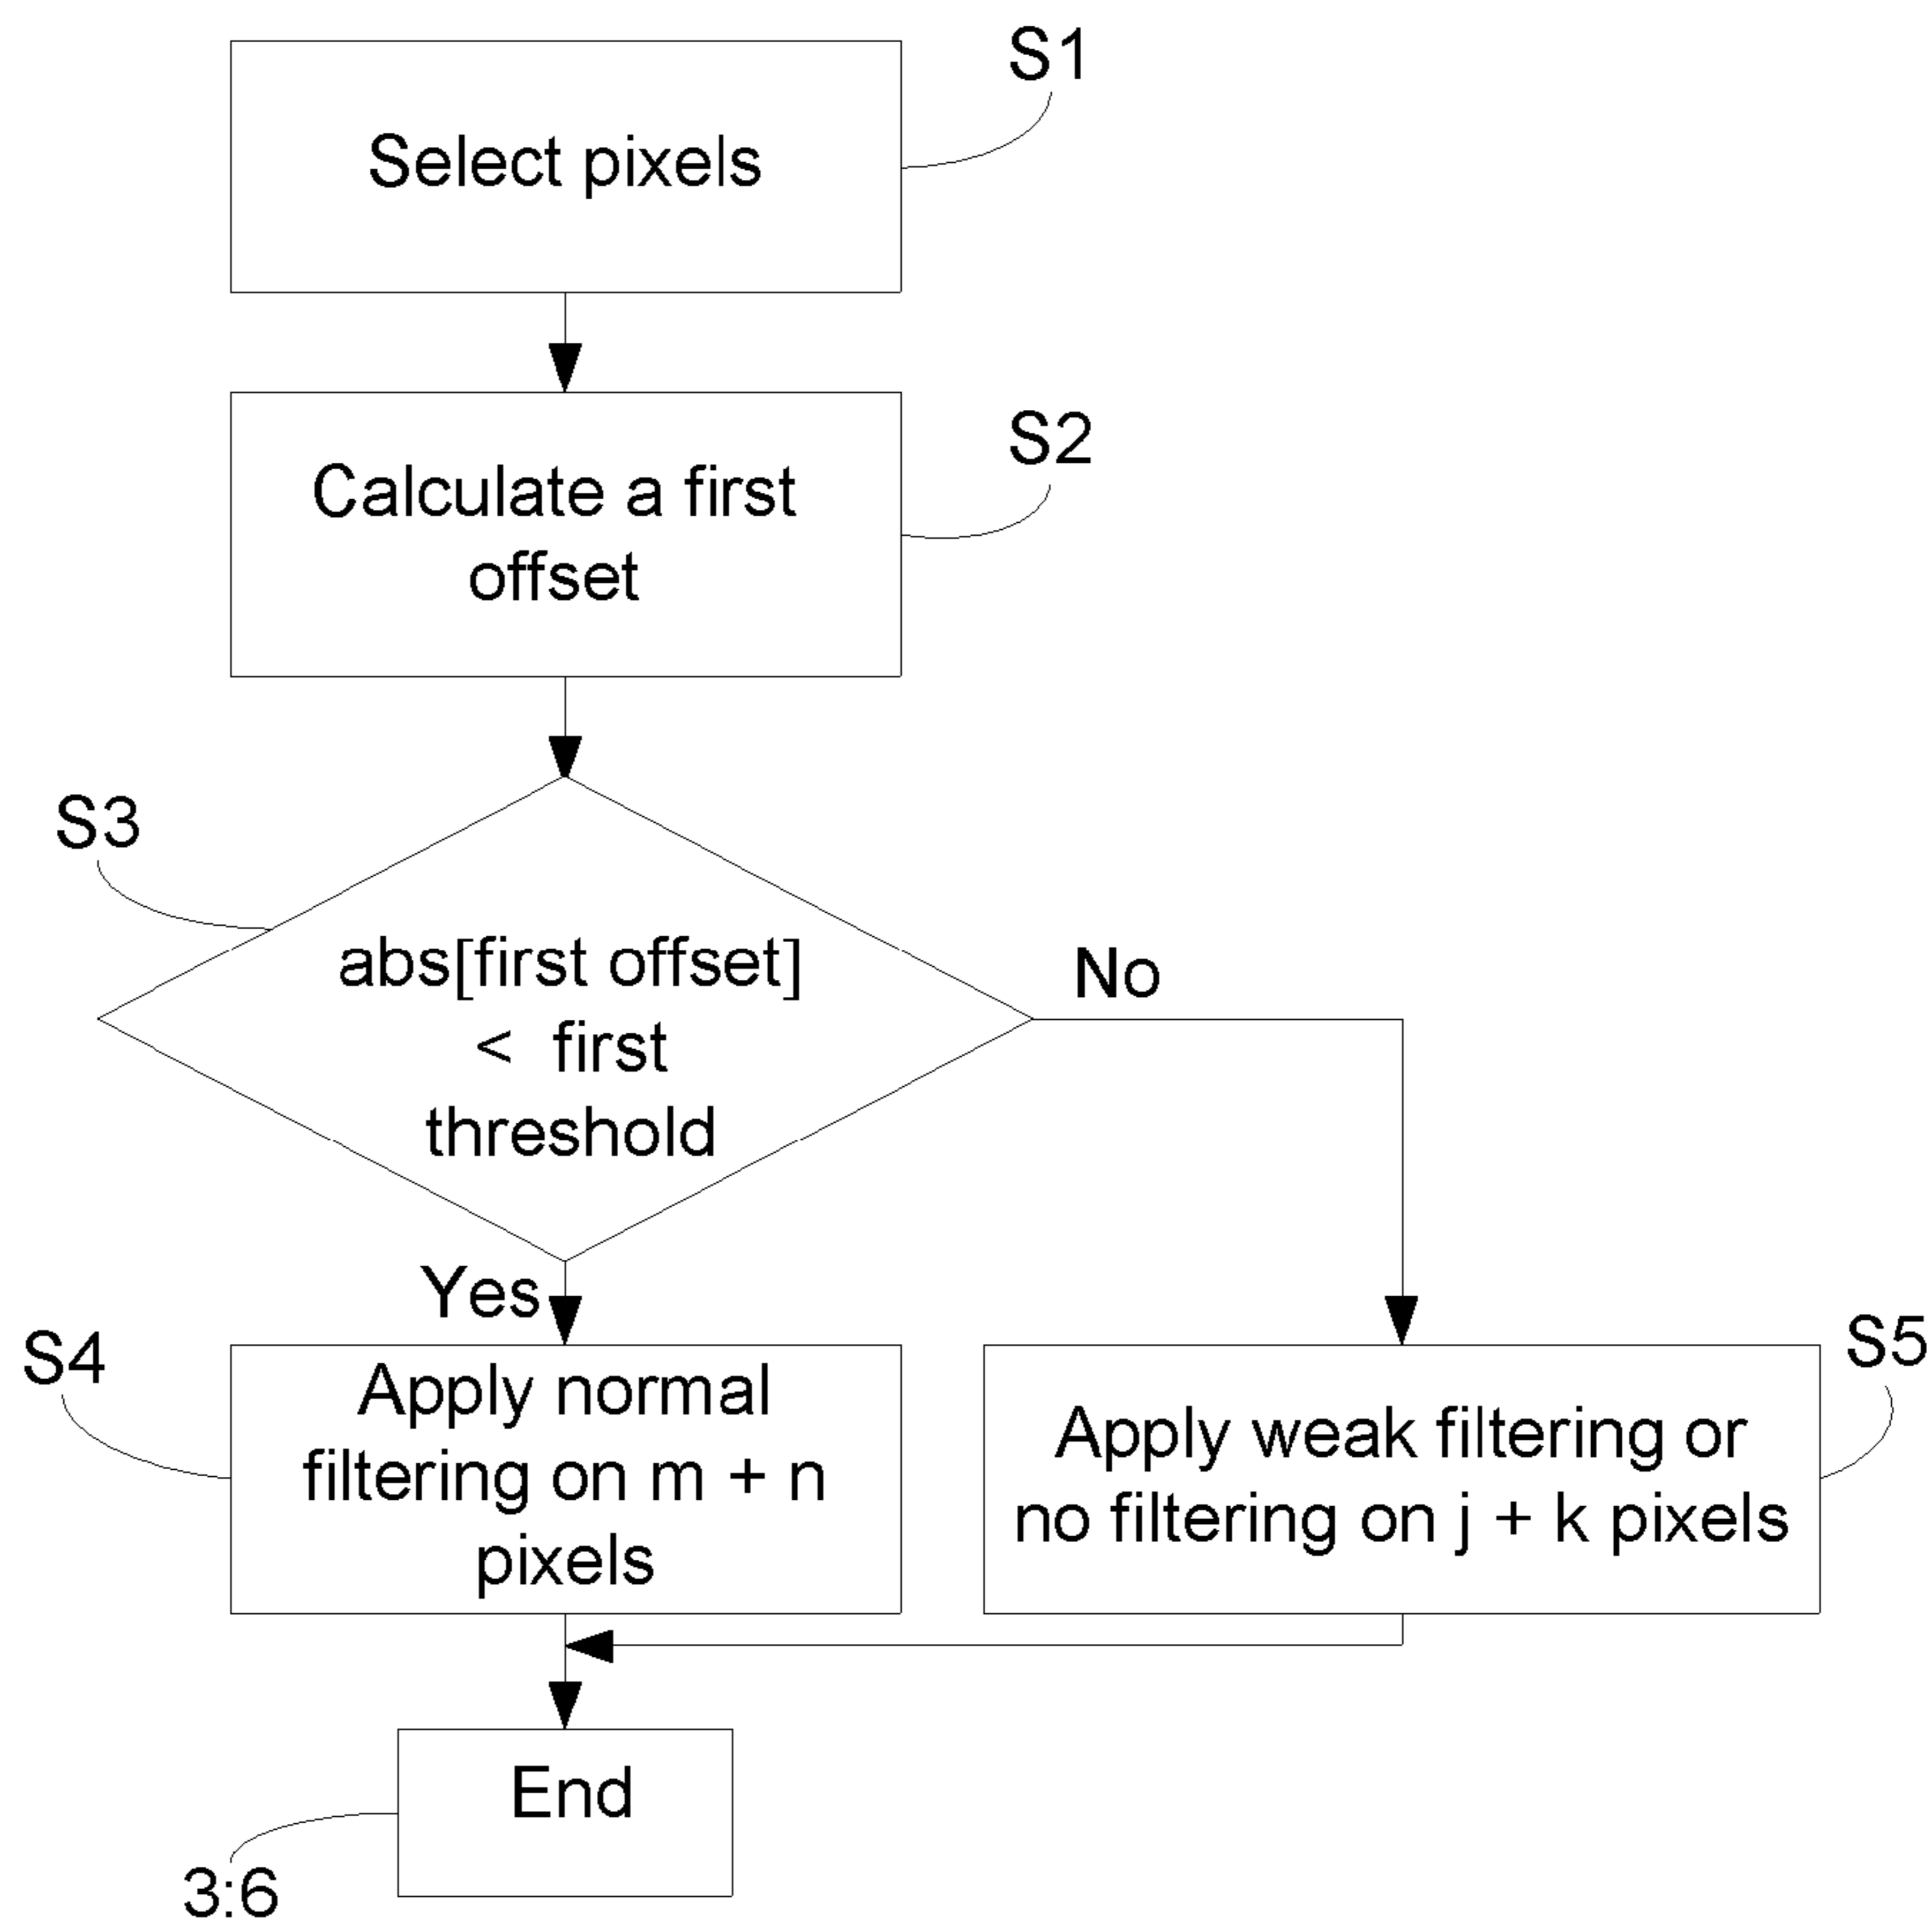 S1
Select pixels
S2
Calculate a first
offset
S3
abs[first offset]
< first
threshold
No
Yes
S4
Apply normal
filtering on m + n
pixels
S5
Apply weak filtering or
no filtering on j + k pixels
End
3:6